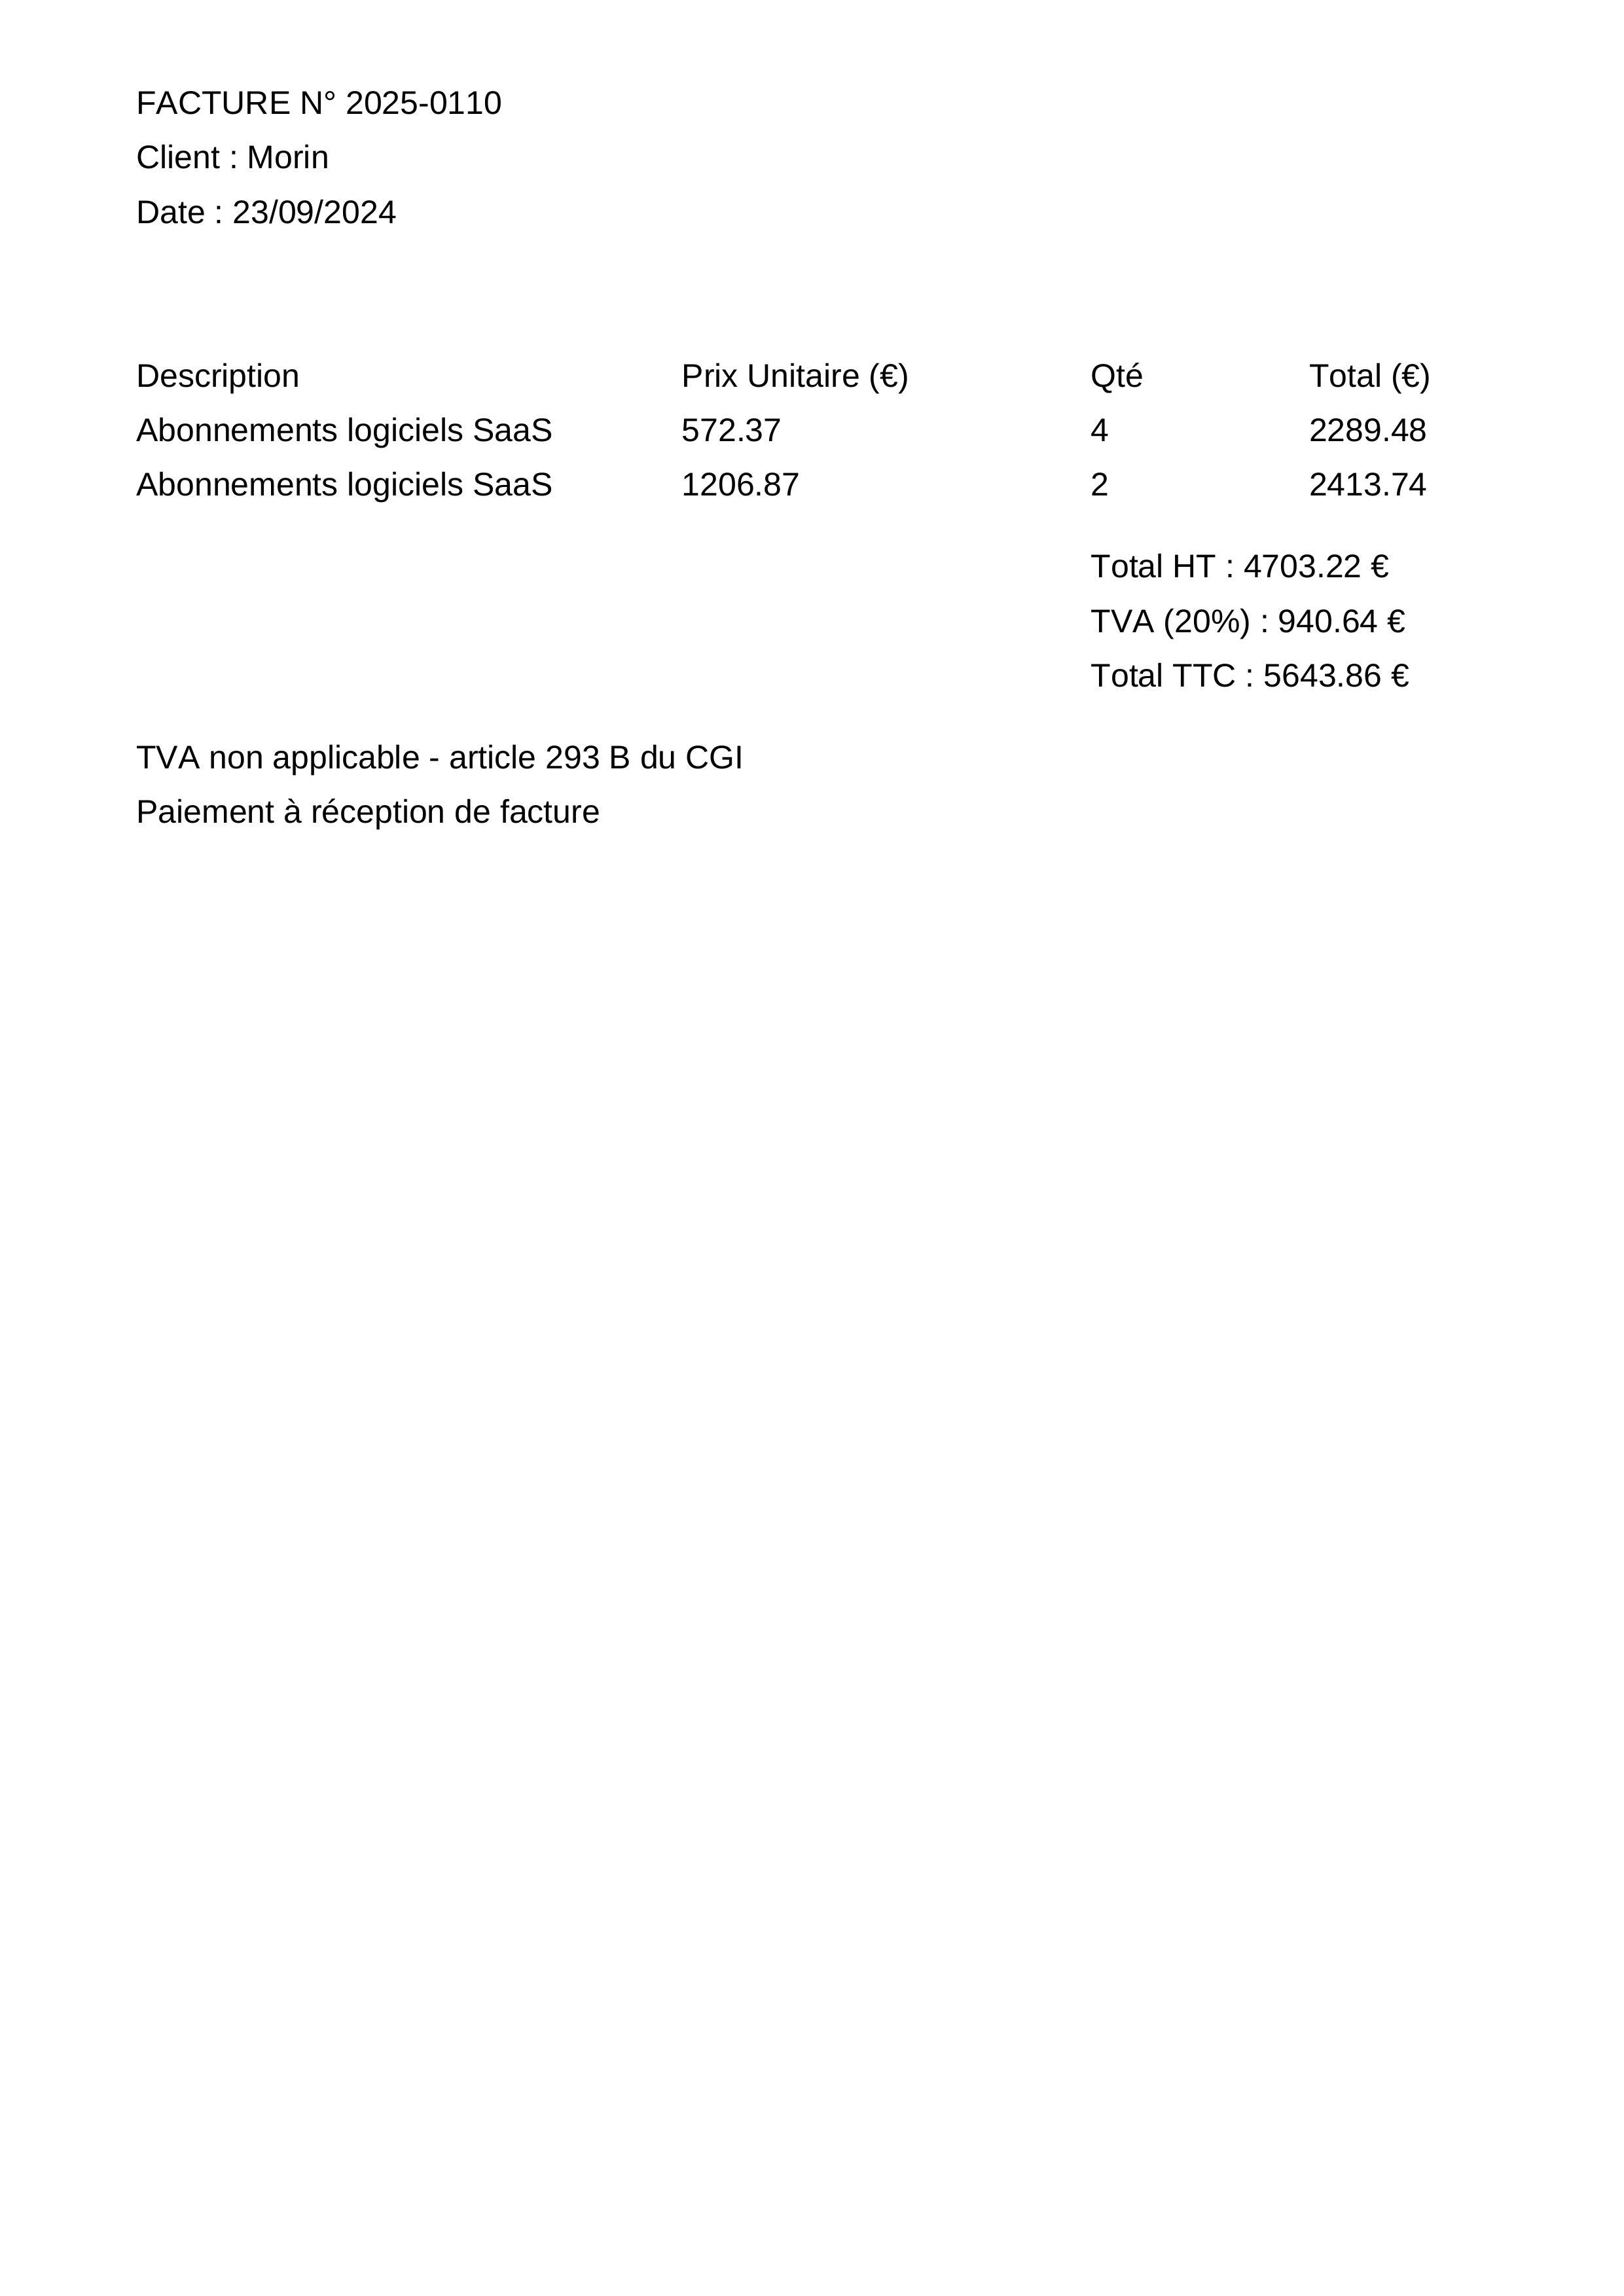 FACTURE N° 2025-0110
Client : Morin
Date : 23/09/2024
Description Prix Unitaire (€) Qté Total (€)
Abonnements logiciels SaaS 572.37 4 2289.48
Abonnements logiciels SaaS 1206.87 2 2413.74
Total HT : 4703.22 €
TVA (20%) : 940.64 €
Total TTC : 5643.86 €
TVA non applicable - article 293 B du CGI
Paiement à réception de facture